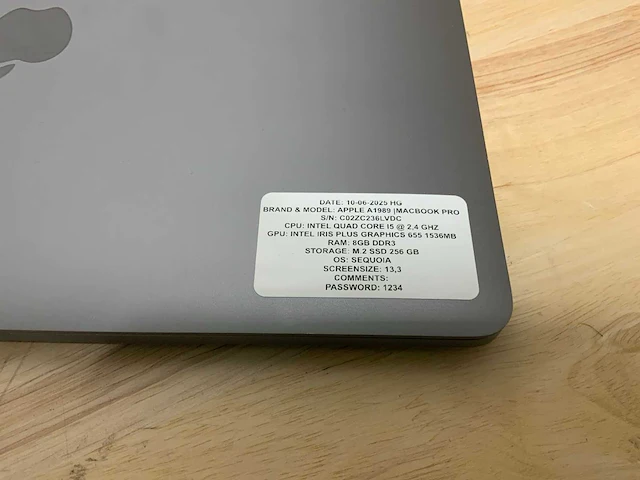 DATE: 10-06-2025 HG
BRAND & MODEL: APPLE A1989 |MACBOOK PRO
S/N: C02ZC236LVDC
CPU: INTEL QUAD CORE I5 @ 2,4 GHZ
GPU: INTEL IRIS PLUS GRAPHICS 655 1536MB
RAM: 8GB DDR3
STORAGE: M.2 SSD 256 GB
OS: SEQUOIA
SCREENSIZE: 13,3
COMMENTS:
PASSWORD: 1234